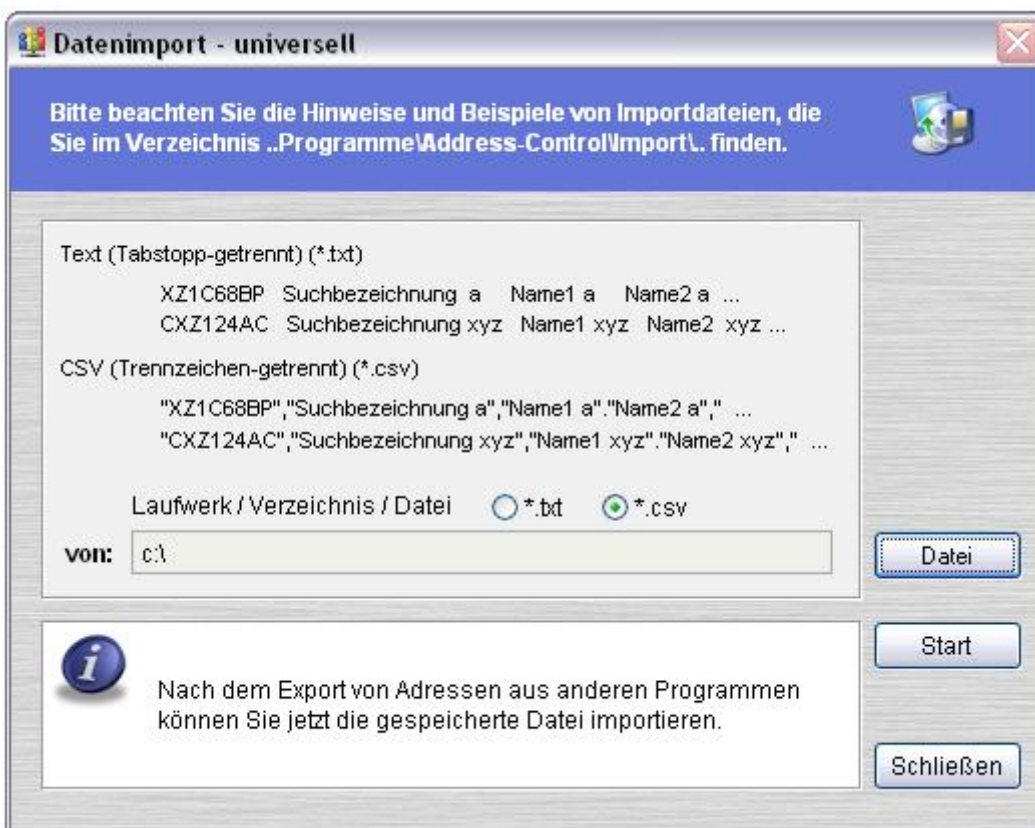 Datenimport - universell
Bitte beachten Sie die Hinweise und Beispiele von Importdateien, die
Sie im Verzeichnis ..Programme\Address-Control\Import\.. finden.
Text (Tabstopp-getrennt) (*.txt)
XZ1C68BP Suchbezeichnung a Name1 a Name2 a ...
CXZ124AC Suchbezeichnung xyz Name1 xyz Name2 xyz ...
CSV (Trennzeichen-getrennt) (*.csv)
"XZ1C68BP","Suchbezeichnung a","Name1 a"."Name2 a"," ...
"CXZ124AC","Suchbezeichnung xyz","Name1 xyz"."Name2 xyz"," ...
Laufwerk / Verzeichnis / Datei *.txt *.csv
von: c:\
Datei
Start
Nach dem Export von Adressen aus anderen Programmen
können Sie jetzt die gespeicherte Datei importieren.
Schließen